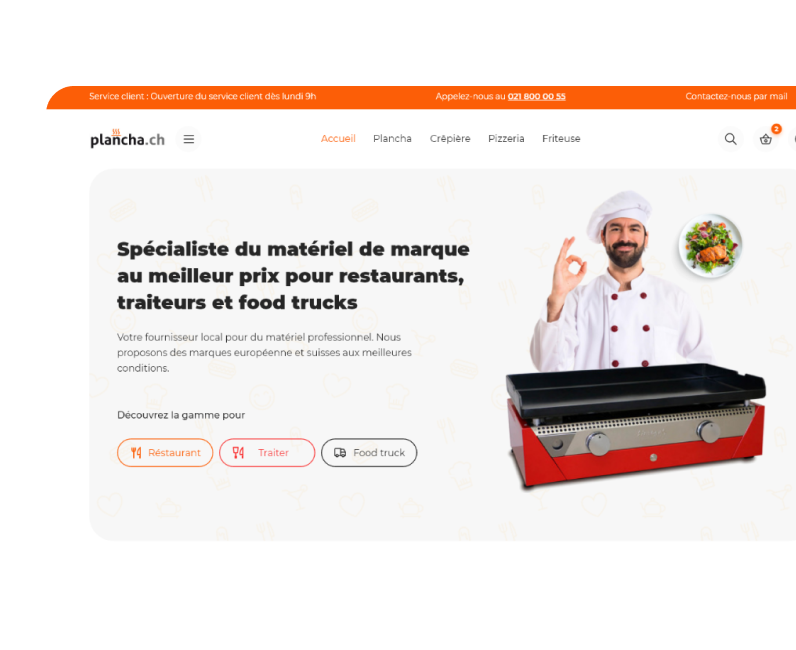 Service client : Ouverture du service client dès lundi 9h
Appelez-nous au 021 800 00 55
Contactez-nous par mail
plancha.ch
Accueil
Plancha
Crêpière
Pizzeria
Friteuse
2
Spécialiste du matériel de marque
au meilleur prix pour restaurants,
traiteurs et food trucks
Votre fournisseur local pour du matériel professionnel. Nous
proposons des marques européenne et suisses aux meilleures
conditions.
Découvrez la gamme pour
Réstaurant
Traiter
Food truck